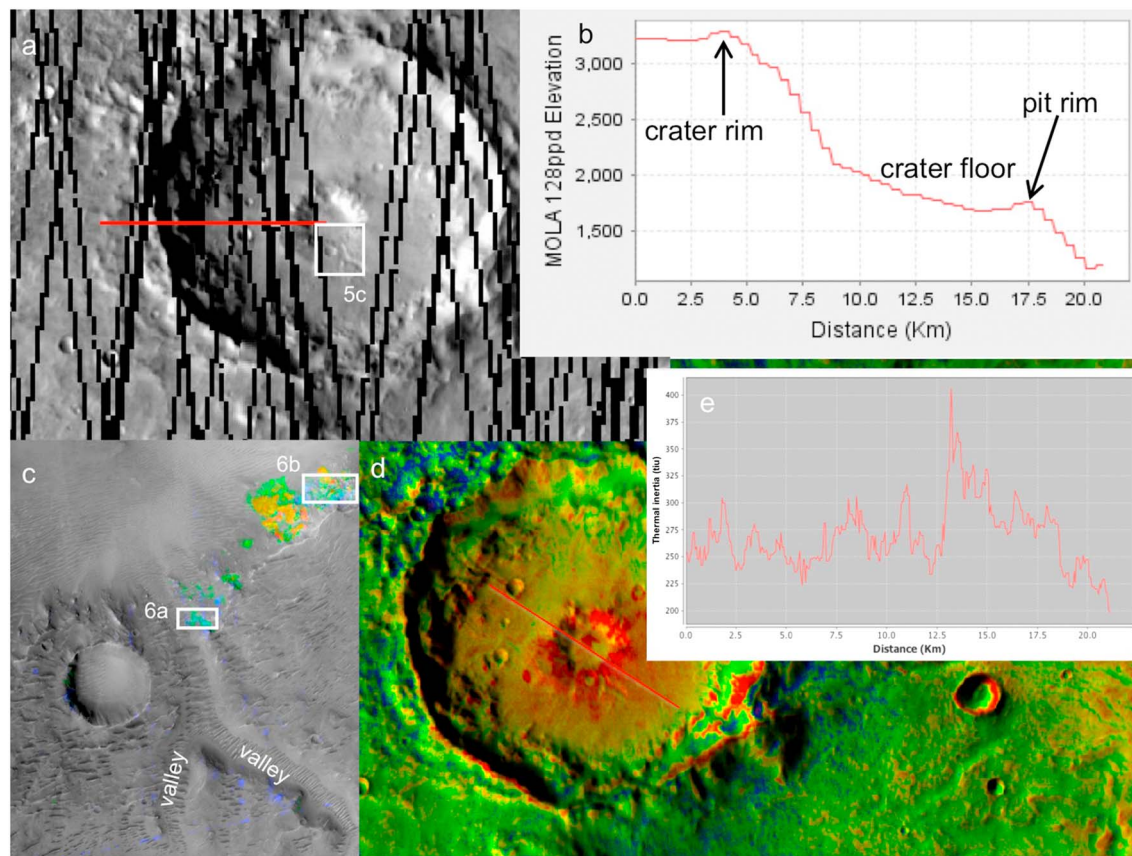 a
5c
b
MOLA 128ppd Elevation
3,000
2,500
2,000
1,500
crater rim
crater floor
pit rim
0.0 2.5 5.0 7.5 10.0 12.5 15.0 17.5 20.0
Distance (Km)
c
6b
6a
valley
valley
d
e
Thermal inertia (tiu)
400
375
350
325
300
275
250
225
200
0.0 2.5 5.0 7.5 10.0 12.5 15.0 17.5 20.0
Distance (Km)